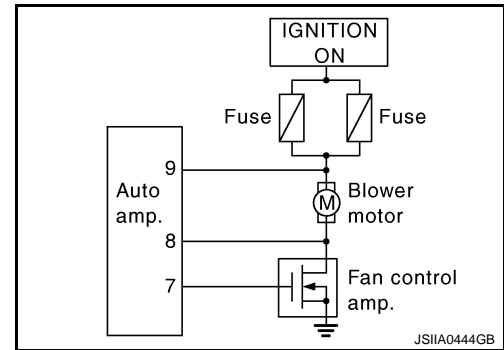 IGNITION
ON
Fuse
Fuse
9
Auto
amp.
Blower
motor
M
8
7
Fan control
amp.
JSIIA0444GB